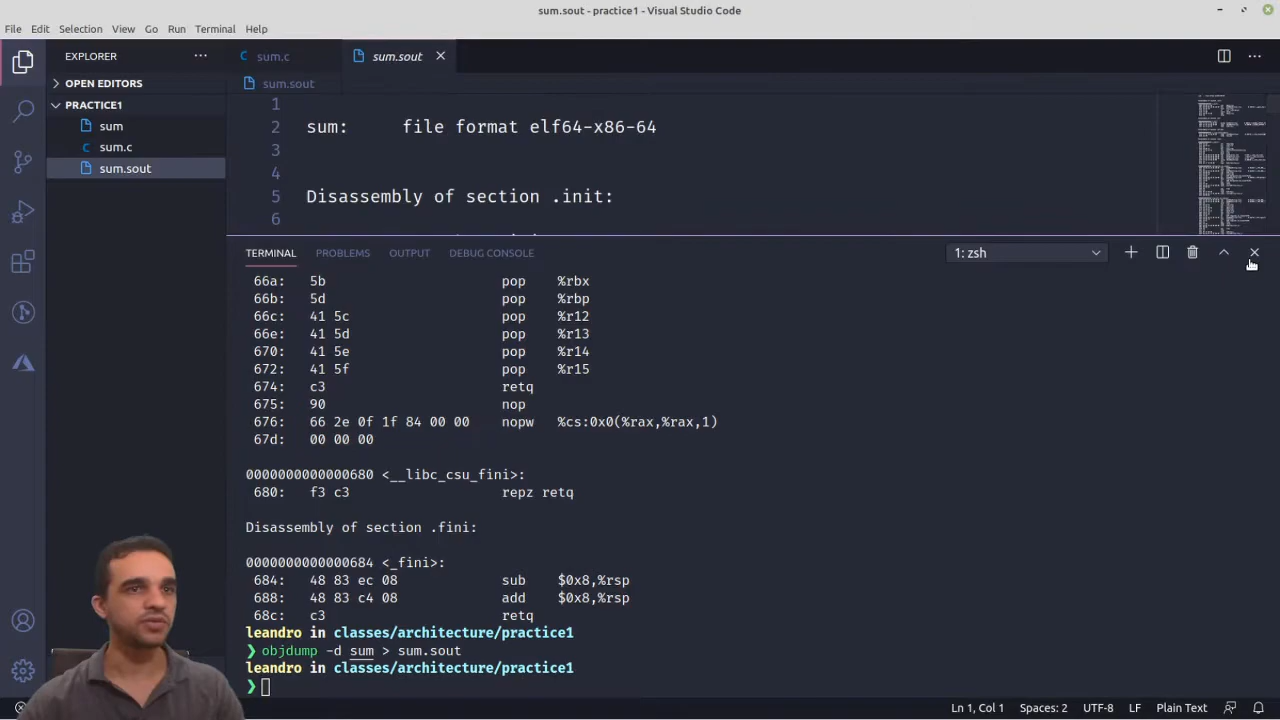 sum.sout - practice1 - Visual Studio Code
File Edit Selection View Go Run Terminal Help
EXPLORER
OPEN EDITORS
PRACTICE1
sum
sum.c
sum.sout
sum.c
sum.sout
sum.sout
1
2 sum:     file format elf64-x86-64
3
4
5 Disassembly of section .init:
6
TERMINAL PROBLEMS OUTPUT DEBUG CONSOLE
1: zsh
66a: 5b pop %rbx
66b: 5d pop %rbp
66c: 41 5c pop %r12
66e: 41 5d pop %r13
670: 41 5e pop %r14
672: 41 5f pop %r15
674: c3 retq
675: 90 nop
676: 66 2e 0f 1f 84 00 00 nopw %cs:0x0(%rax,%rax,1)
67d: 00 00 00
0000000000000680 <__libc_csu_fini>:
680: f3 c3 repz retq
Disassembly of section .fini:
0000000000000684 <_fini>:
684: 48 83 ec 08 sub $0x8,%rsp
688: 48 83 c4 08 add $0x8,%rsp
68c: c3 retq
leandro in classes/architecture/practice1
❯ objdump -d sum > sum.sout
leandro in classes/architecture/practice1
❯
Ln 1, Col 1 Spaces: 2 UTF-8 LF Plain Text